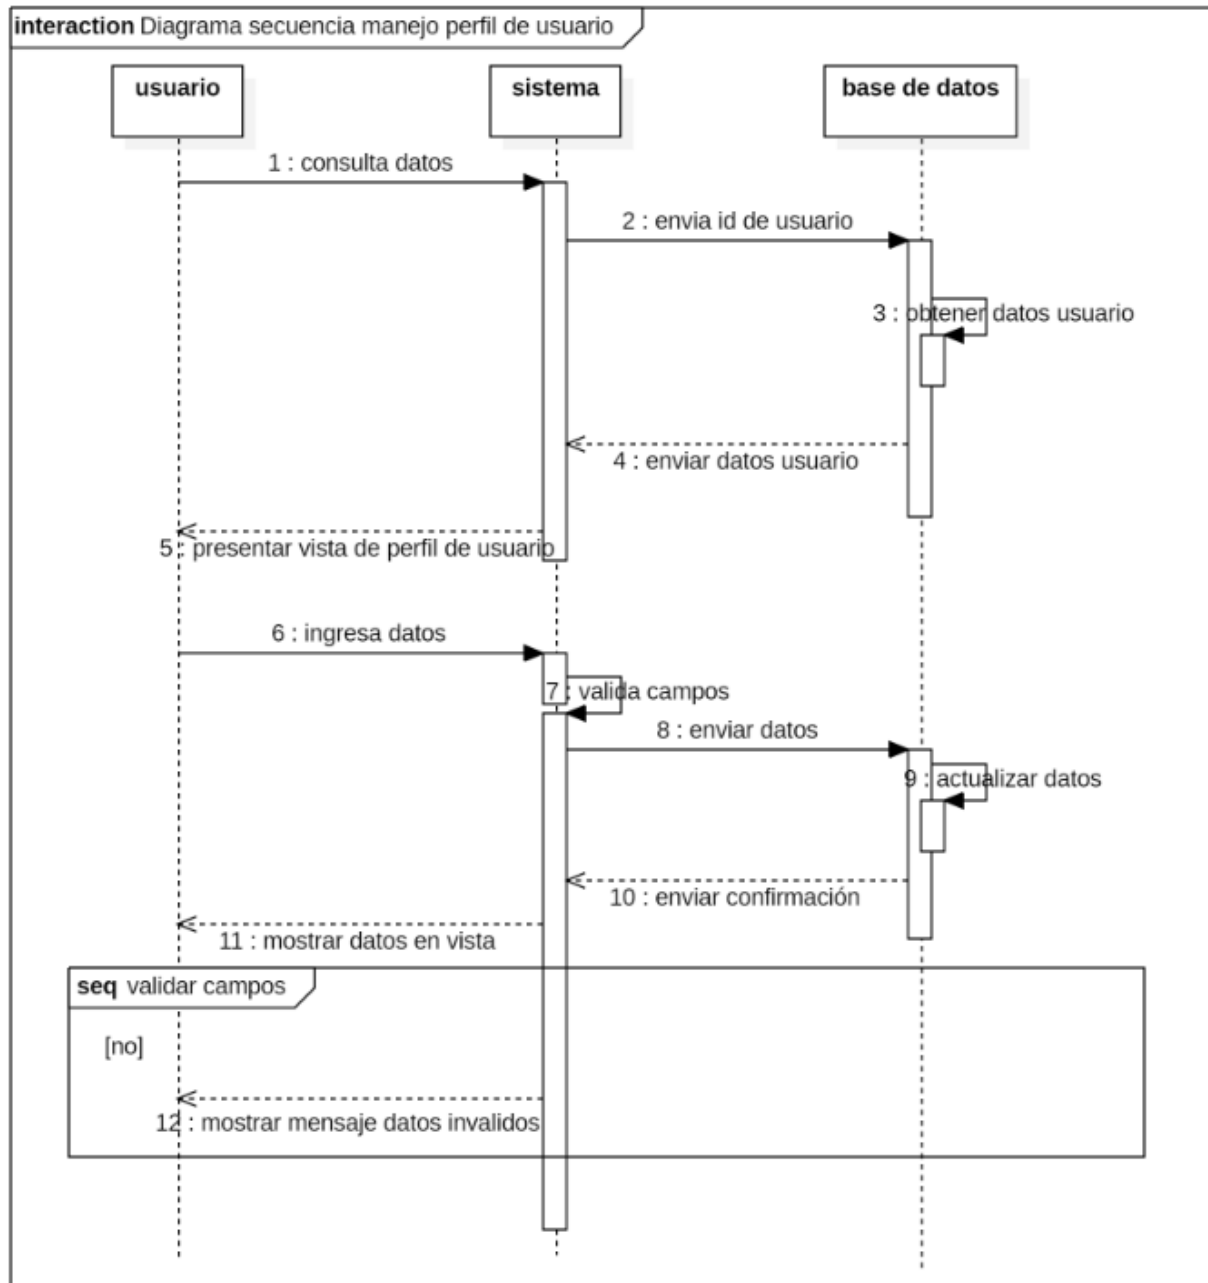 interaction Diagrama secuencia manejo perfil de usuario
usuario
sistema
base de datos
1 : consulta datos
2 : envia id de usuario
3 : obtener datos usuario
4 : enviar datos usuario
5 : presentar vista de perfil de usuario
6 : ingresa datos
7 : valida campos
8 : enviar datos
9 : actualizar datos
10 : enviar confirmación
11 : mostrar datos en vista
seq validar campos
[no]
12 : mostrar mensaje datos invalidos